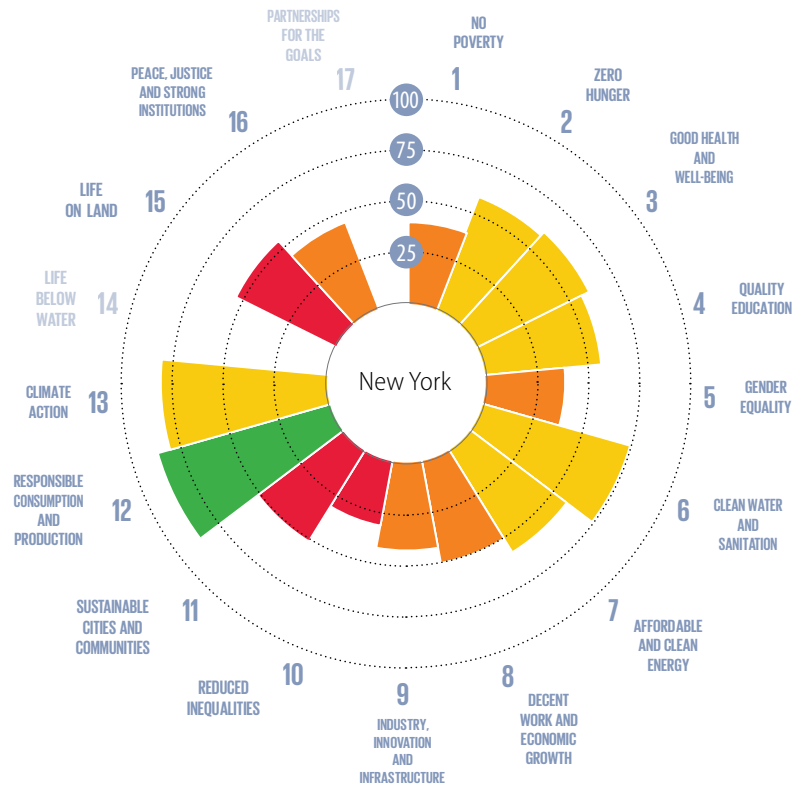 PARTNERSHIPS
FOR THE
GOALS
17
NO
POVERTY
1
ZERO
HUNGER
2
GOOD HEALTH
AND
WELL-BEING
3
QUALITY
EDUCATION
4
GENDER
EQUALITY
5
CLEAN WATER
AND
SANITATION
6
AFFORDABLE
AND CLEAN
ENERGY
7
DECENT
WORK AND
ECONOMIC
GROWTH
8
INDUSTRY,
INNOVATION
AND
INFRASTRUCTURE
9
REDUCED
INEQUALITIES
10
SUSTAINABLE
CITIES AND
COMMUNITIES
11
RESPONSIBLE
CONSUMPTION
AND
PRODUCTION
12
CLIMATE
ACTION
13
LIFE
BELOW
WATER
14
LIFE
ON LAND
15
PEACE, JUSTICE
AND STRONG
INSTITUTIONS
16
100
75
50
25
New York